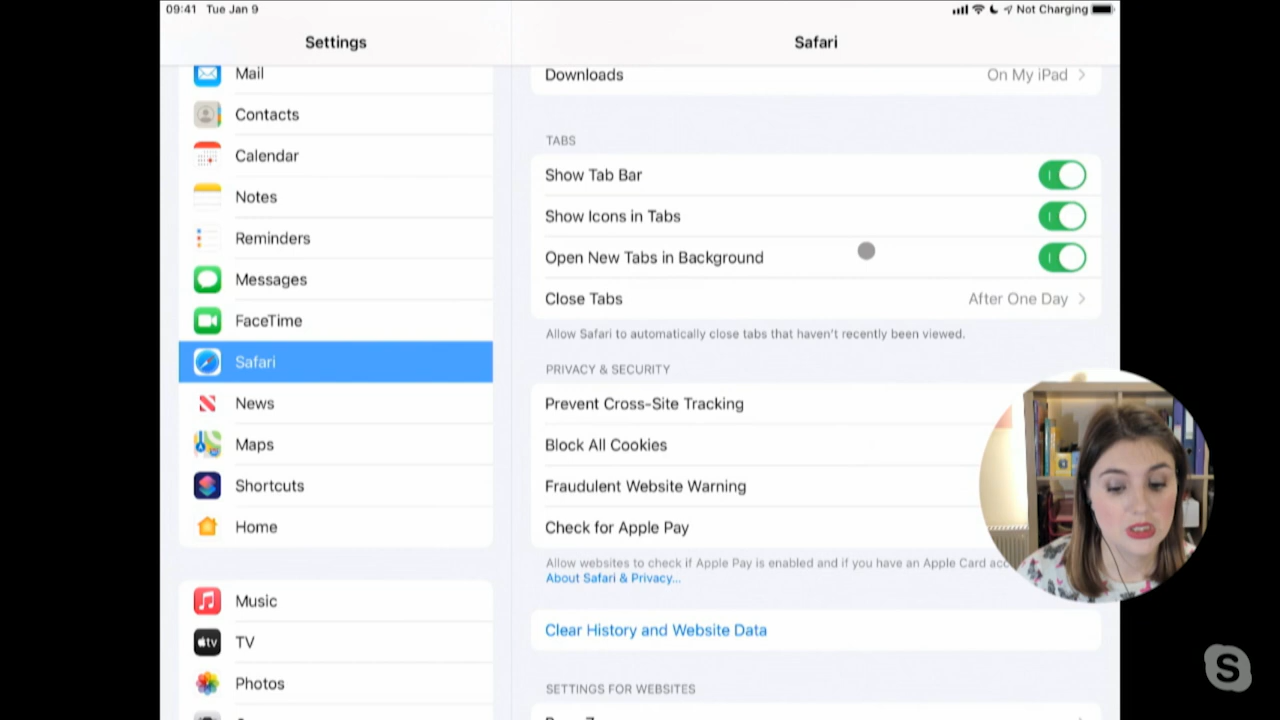 09:41 Tue Jan 9
Not Charging
Settings
Safari
Mail
Contacts
Calendar
Notes
Reminders
Messages
FaceTime
Safari
News
Maps
Shortcuts
Home
Music
tv
TV
Photos
Downloads
On My iPad
TABS
Show Tab Bar
Show Icons in Tabs
Open New Tabs in Background
Close Tabs
After One Day
Allow Safari to automatically close tabs that haven't recently been viewed.
PRIVACY & SECURITY
Prevent Cross-Site Tracking
Block All Cookies
Fraudulent Website Warning
Check for Apple Pay
Allow websites to check if Apple Pay is enabled and if you have an Apple Card
About Safari & Privacy...
Clear History and Website Data
SETTINGS FOR WEBSITES
S